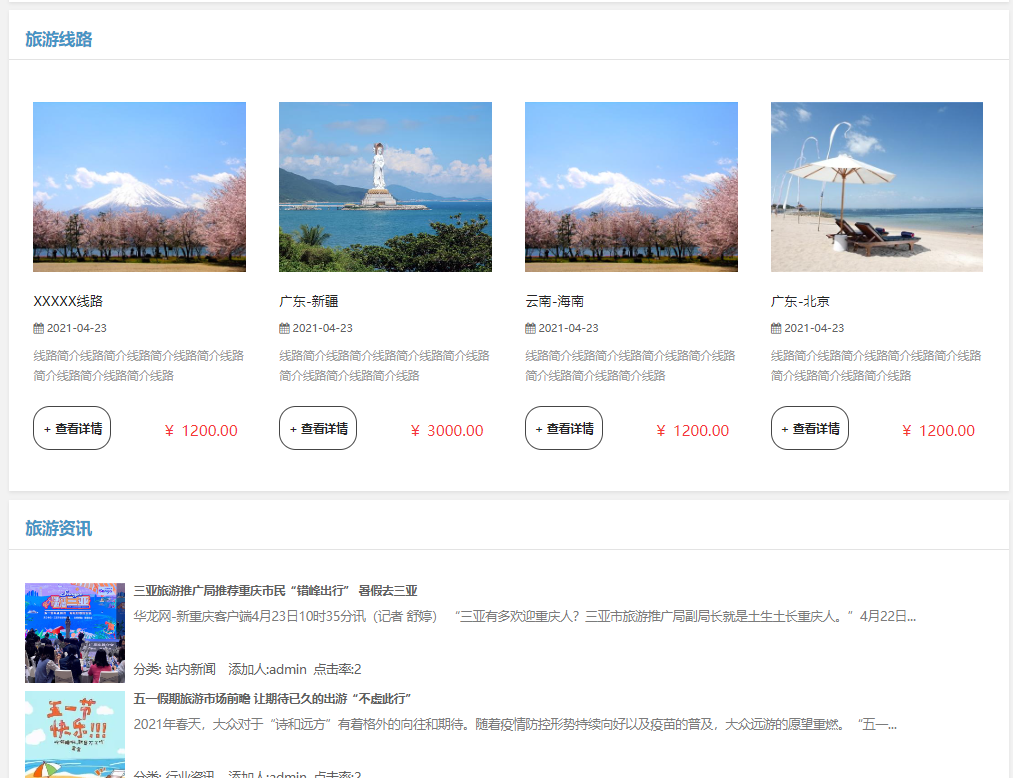 旅游线路
XXXXX线路
2021-04-23
线路简介线路简介线路简介线路简介线路
简介线路简介线路简介线路
+ 查看详情
¥ 1200.00
广东-新疆
2021-04-23
线路简介线路简介线路简介线路简介线路
简介线路简介线路简介线路
+ 查看详情
¥ 3000.00
云南-海南
2021-04-23
线路简介线路简介线路简介线路简介线路
简介线路简介线路简介线路
+ 查看详情
¥ 1200.00
广东-北京
2021-04-23
线路简介线路简介线路简介线路简介线路
简介线路简介线路简介线路
+ 查看详情
¥ 1200.00
旅游资讯
三亚旅游推广局推荐重庆市民“错峰出行” 暑假去三亚
华龙网-新重庆客户端4月23日10时35分讯（记者 舒婷） “三亚有多欢迎重庆人？三亚市旅游推广局副局长就是土生土长重庆人。”4月22日...
分类: 站内新闻 添加人:admin 点击率:2
五一节
快乐!!!
五一假期旅游市场前瞻 让期待已久的出游“不虚此行”
2021年春天，大众对于“诗和远方”有着格外的向往和期待。随着疫情防控形势持续向好以及疫苗的普及，大众远游的愿望重燃。“五一...
分类: 行业资讯 添加人:admin 点击率:2